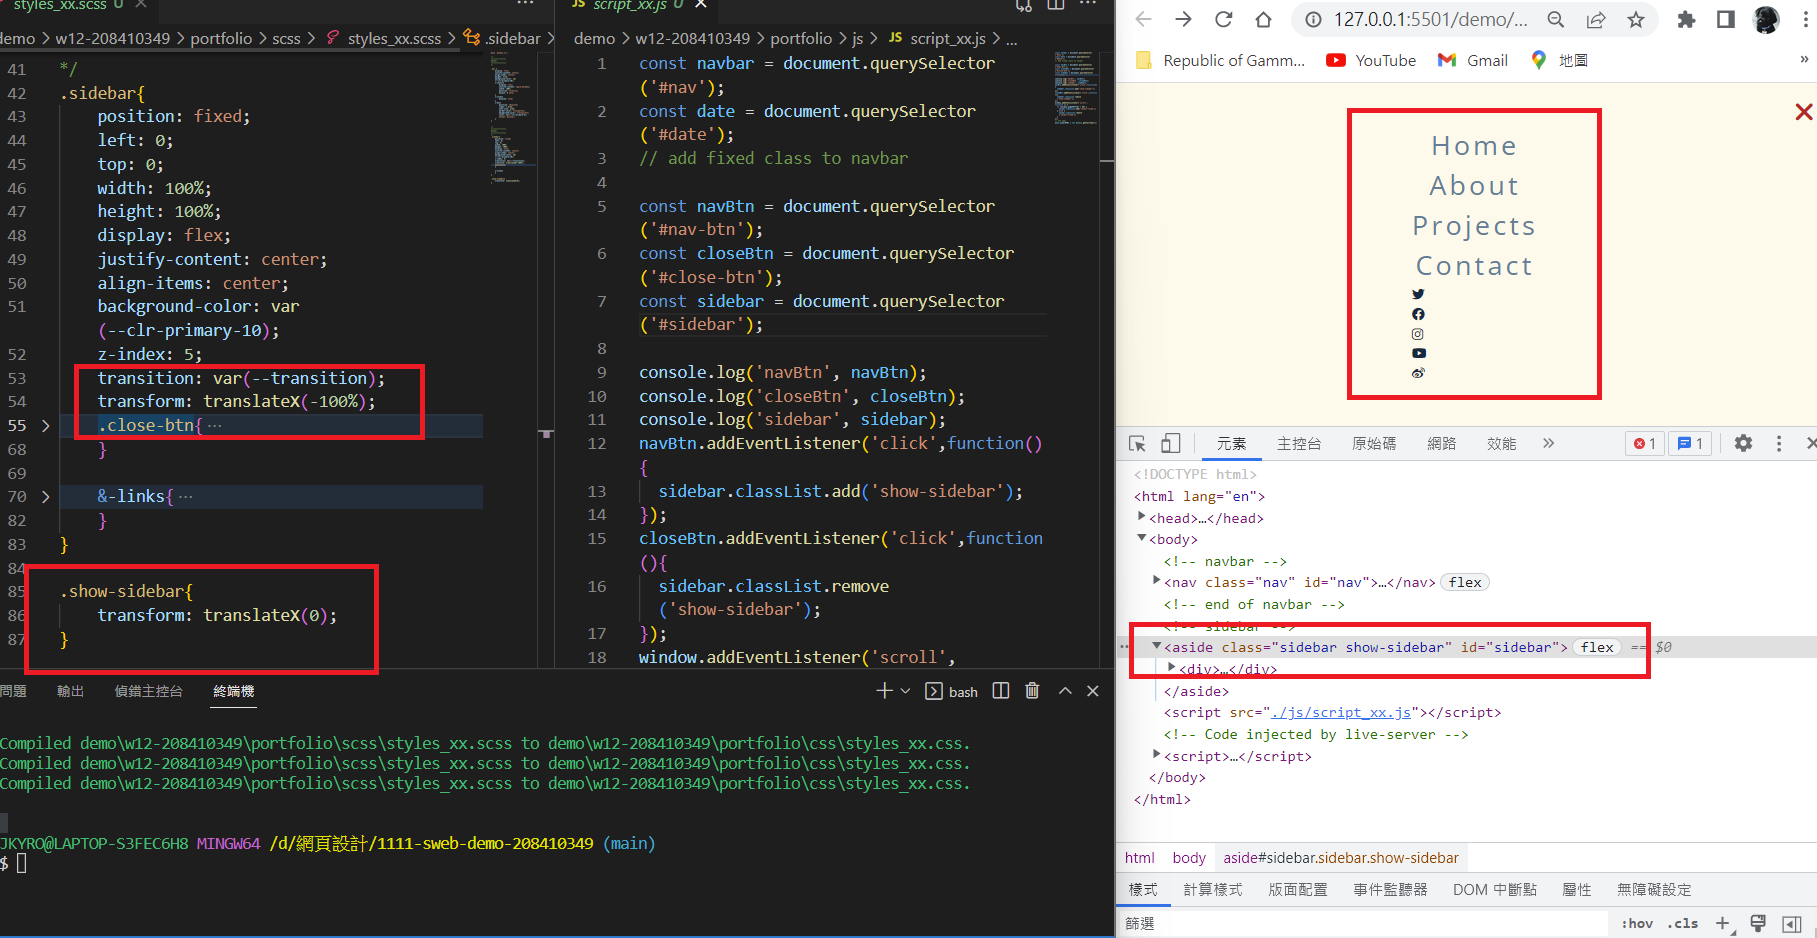 styles_xx.scss U
demo > w12-208410349 > portfolio > scss > styles_xx.scss > .sidebar
41 */
42 .sidebar{
43 position: fixed;
44 left: 0;
45 top: 0;
46 width: 100%;
47 height: 100%;
48 display: flex;
49 justify-content: center;
50 align-items: center;
51 background-color: var
(--clr-primary-10);
52 z-index: 5;
53 transition: var(--transition);
54 transform: translateX(-100%);
55 .close-btn{ ...
68 }
69
70 &-links{ ...
82 }
83 }
84
85 .show-sidebar{
86 transform: translateX(0);
87 }
JS script_xx.js U
demo > w12-208410349 > portfolio > js > JS script_xx.js > ...
1 const navbar = document.querySelector
('#nav');
2 const date = document.querySelector
('#date');
3 // add fixed class to navbar
4
5 const navBtn = document.querySelector
('#nav-btn');
6 const closeBtn = document.querySelector
('#close-btn');
7 const sidebar = document.querySelector
('#sidebar');
8
9 console.log('navBtn', navBtn);
10 console.log('closeBtn', closeBtn);
11 console.log('sidebar', sidebar);
12 navBtn.addEventListener('click',function()
{
13 sidebar.classList.add('show-sidebar');
14 });
15 closeBtn.addEventListener('click',function
(){
16 sidebar.classList.remove
('show-sidebar');
17 });
18 window.addEventListener('scroll',
問題 輸出 偵錯主控台 終端機
bash
Compiled demo\w12-208410349\portfolio\scss\styles_xx.scss to demo\w12-208410349\portfolio\css\styles_xx.css.
Compiled demo\w12-208410349\portfolio\scss\styles_xx.scss to demo\w12-208410349\portfolio\css\styles_xx.css.
Compiled demo\w12-208410349\portfolio\scss\styles_xx.scss to demo\w12-208410349\portfolio\css\styles_xx.css.
JKYRO@LAPTOP-S3FEC6H8 MINGW64 /d/網頁設計/1111-sweb-demo-208410349 (main)
$
127.0.0.1:5501/demo/...
Republic of Gamm... YouTube Gmail 地圖 »
Home
About
Projects
Contact
元素 主控台 原始碼 網路 效能 » 1 1
<!DOCTYPE html>
<html lang="en">
<head>…</head>
<body>
<!-- navbar -->
<nav class="nav" id="nav">…</nav> flex
<!-- end of navbar -->
<!-- sidebar -->
<aside class="sidebar show-sidebar" id="sidebar"> flex == $0
<div>…</div>
</aside>
<script src="./js/script_xx.js"></script>
<!-- Code injected by live-server -->
<script>…</script>
</body>
</html>
html body aside#sidebar.sidebar.show-sidebar
樣式 計算樣式 版面配置 事件監聽器 DOM 中斷點 屬性 無障礙設定
篩選 :hov .cls +